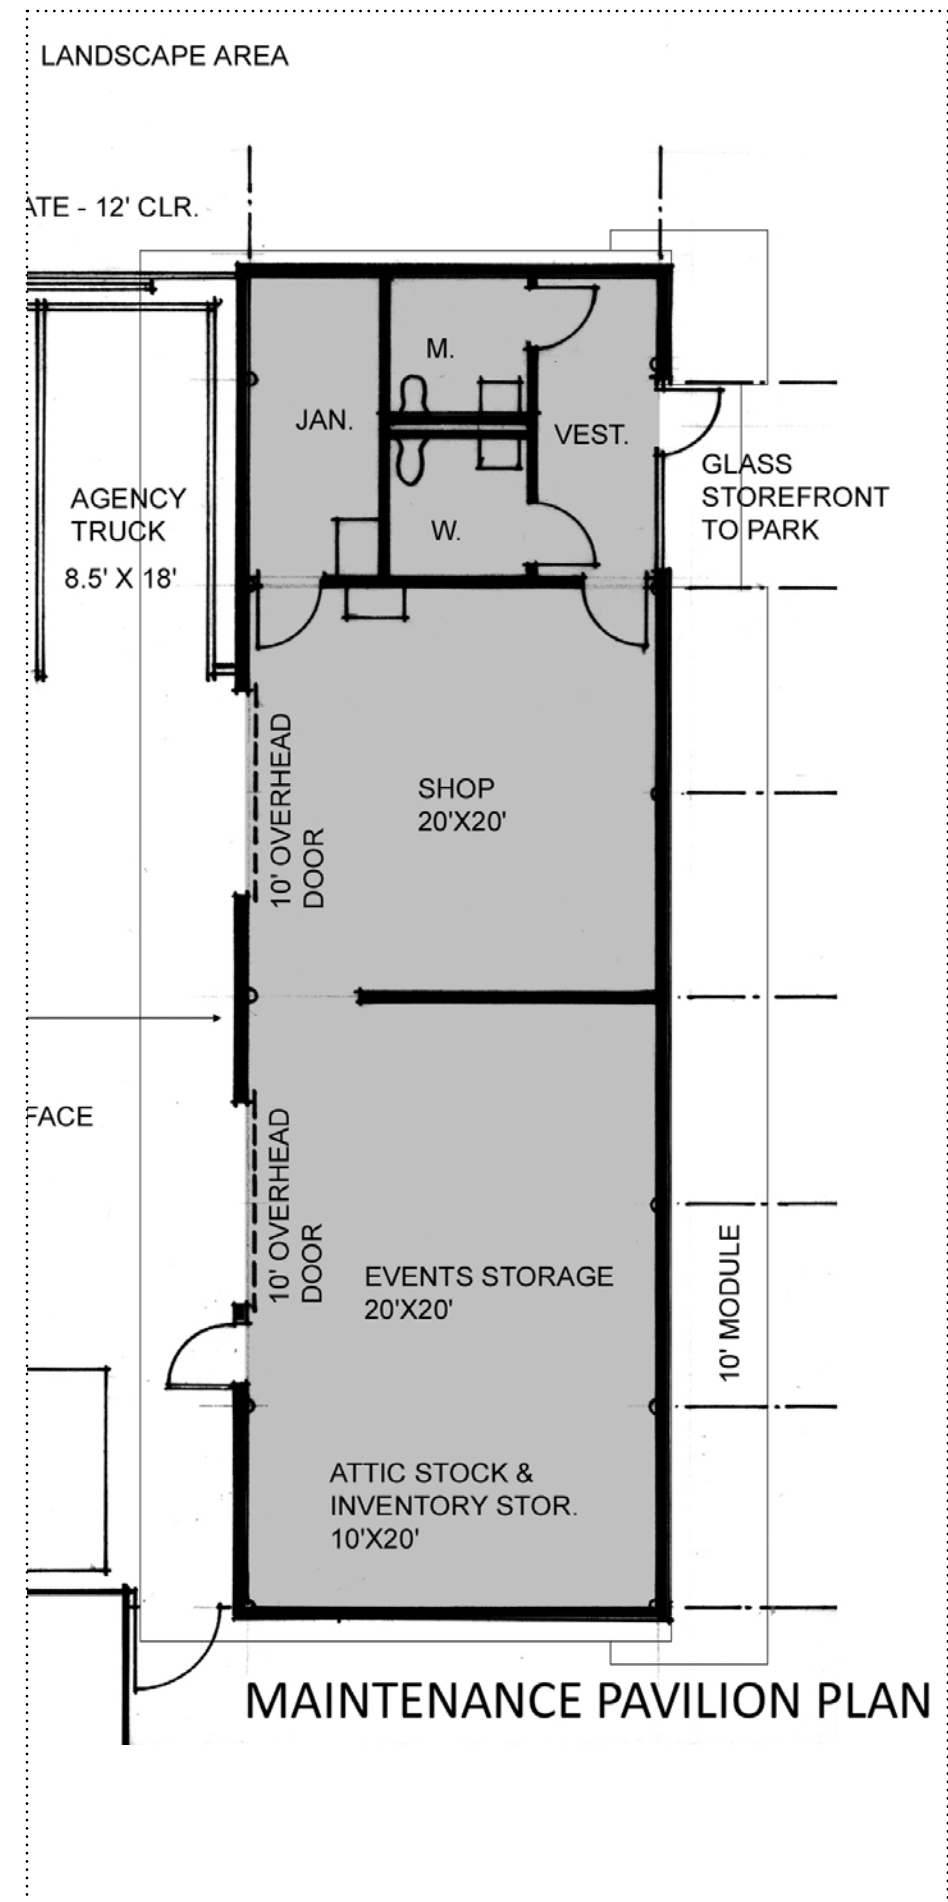 LANDSCAPE AREA
ATE - 12' CLR.
M.
JAN.
VEST.
GLASS
STOREFRONT
TO PARK
AGENCY
TRUCK
8.5' X 18'
W.
10' OVERHEAD
DOOR
SHOP
20'X20'
FACE
10' OVERHEAD
DOOR
EVENTS STORAGE
20'X20'
10' MODULE
ATTIC STOCK &
INVENTORY STOR.
10'X20'
MAINTENANCE PAVILION PLAN